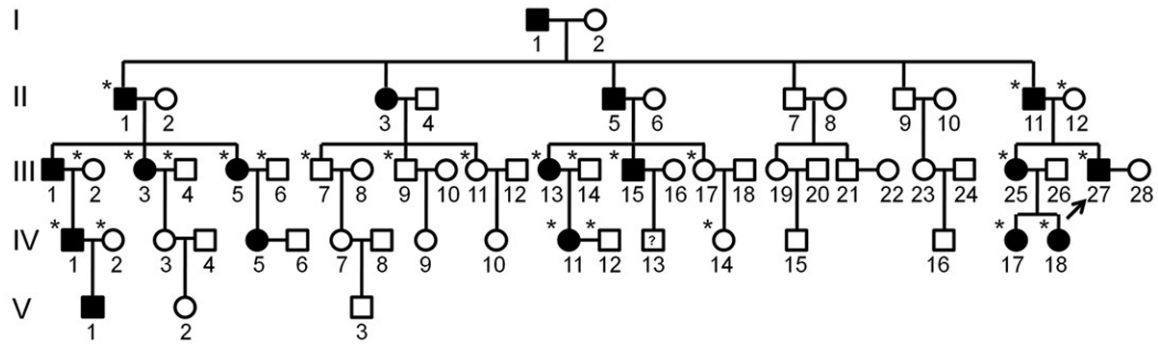 I
1 2
* * *
II
1 2 3 4 5 6 7 8 9 10 11 12
* * * * * * * * * * * * * *
III
1 2 3 4 5 6 7 8 9 10 11 12 13 14 15 16 17 18 19 20 21 22 23 24 25 26 27 28
* * * * * * *
IV ?
1 2 3 4 5 6 7 8 9 10 11 12 13 14 15 16 17 18
V
1 2 3